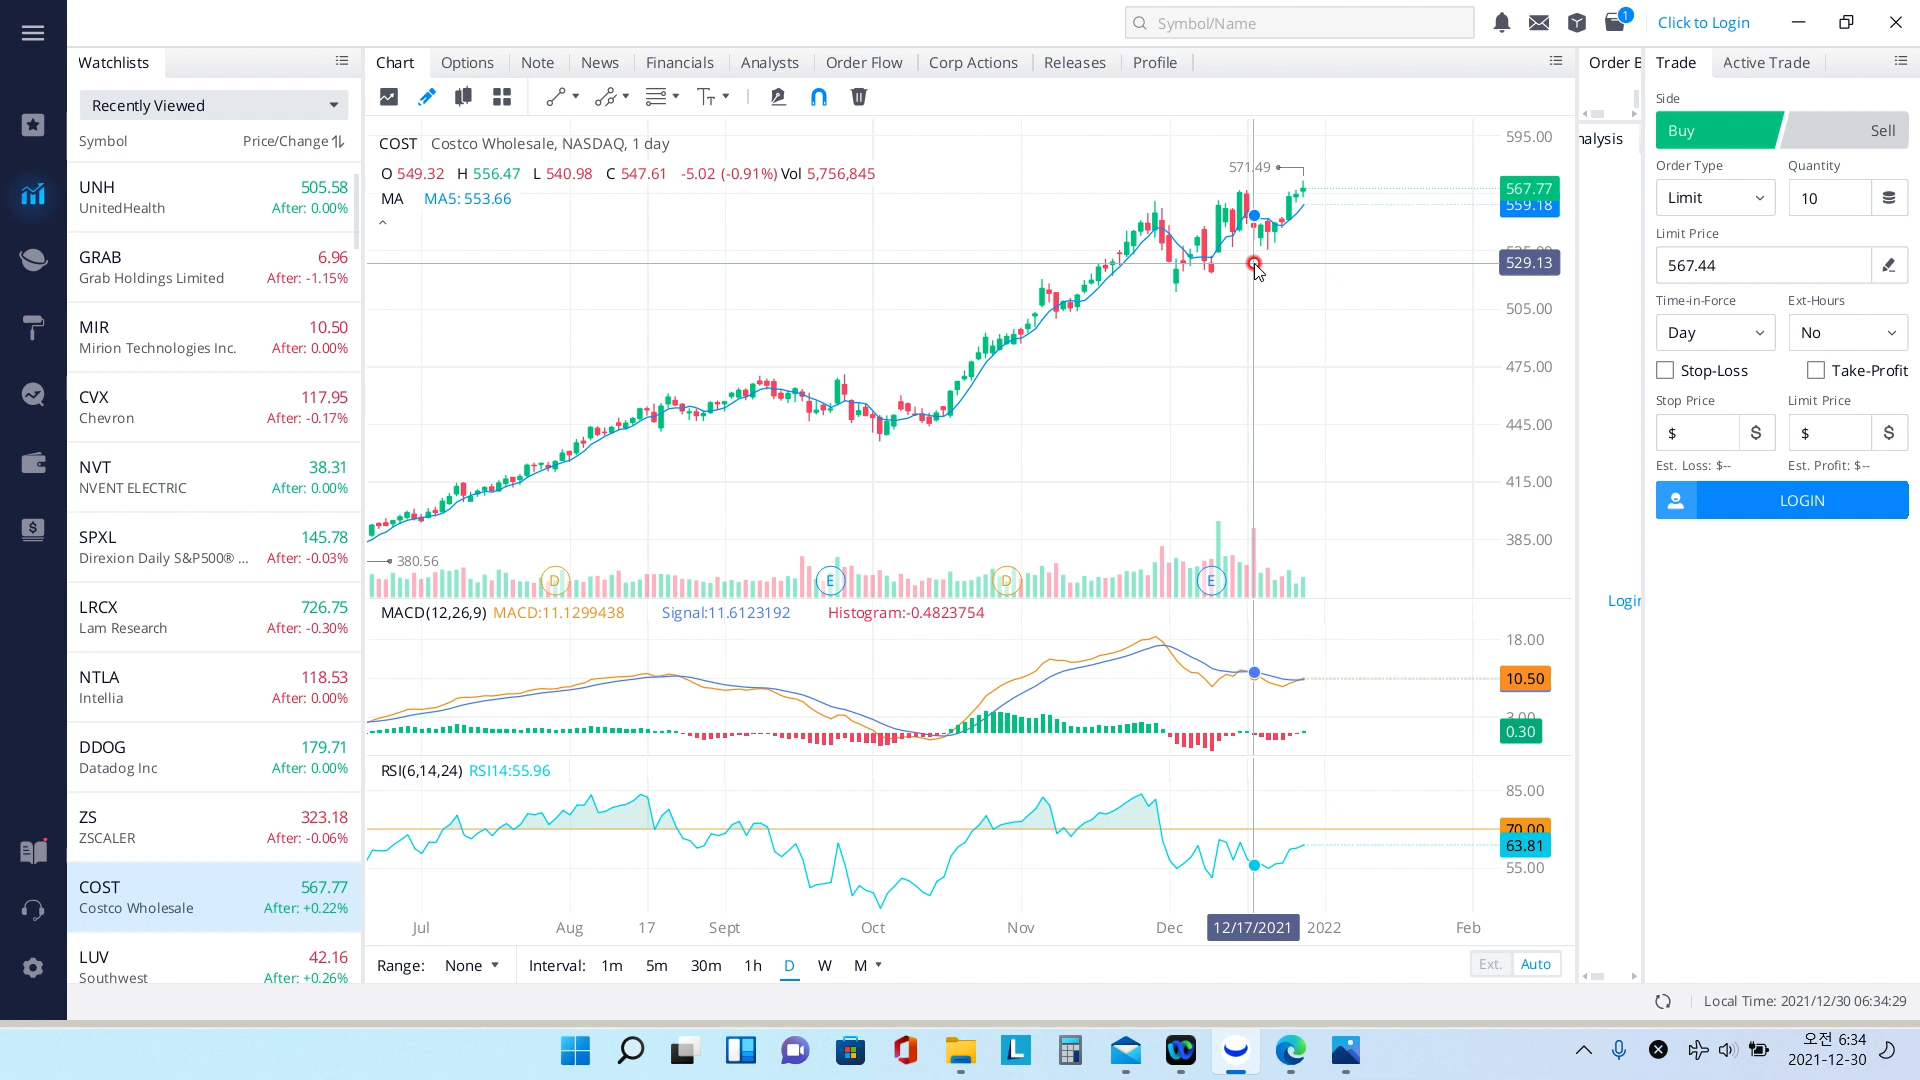 Symbol/Name
1
Click to Login
Watchlists
Recently Viewed
Symbol Price/Change
UNH 505.58
UnitedHealth After: 0.00%
GRAB 6.96
Grab Holdings Limited After: -1.15%
MIR 10.50
Mirion Technologies Inc. After: 0.00%
CVX 117.95
Chevron After: -0.17%
NVT 38.31
NVENT ELECTRIC After: 0.00%
SPXL 145.78
Direxion Daily S&P500® ... After: -0.03%
LRCX 726.75
Lam Research After: -0.30%
NTLA 118.53
Intellia After: 0.00%
DDOG 179.71
Datadog Inc After: 0.00%
ZS 323.18
ZSCALER After: -0.06%
COST 567.77
Costco Wholesale After: +0.22%
LUV 42.16
Southwest After: +0.26%
Chart Options Note News Financials Analysts Order Flow Corp Actions Releases Profile
COST Costco Wholesale, NASDAQ, 1 day
O 549.32 H 556.47 L 540.98 C 547.61 -5.02 (-0.91%) Vol 5,756,845
MA MA5: 553.66
571.49
380.56
595.00
567.77
559.18
535.00
529.13
505.00
475.00
445.00
415.00
385.00
D E D E
MACD(12,26,9) MACD:11.1299438 Signal:11.6123192 Histogram:-0.4823754
18.00
10.50
3.00
0.30
RSI(6,14,24) RSI14:55.96
85.00
70.00
63.81
55.00
Jul Aug 17 Sept Oct Nov Dec 12/17/2021 2022 Feb
Range: None Interval: 1m 5m 30m 1h D W M
Ext. Auto
Order B
nalysis
Login
Trade Active Trade
Side
Buy Sell
Order Type Quantity
Limit 10
Limit Price
567.44
Time-in-Force Ext-Hours
Day No
Stop-Loss Take-Profit
Stop Price Limit Price
$ $ $ $
Est. Loss: $-- Est. Profit: $--
LOGIN
Local Time: 2021/12/30 06:34:29
오전 6:34
2021-12-30